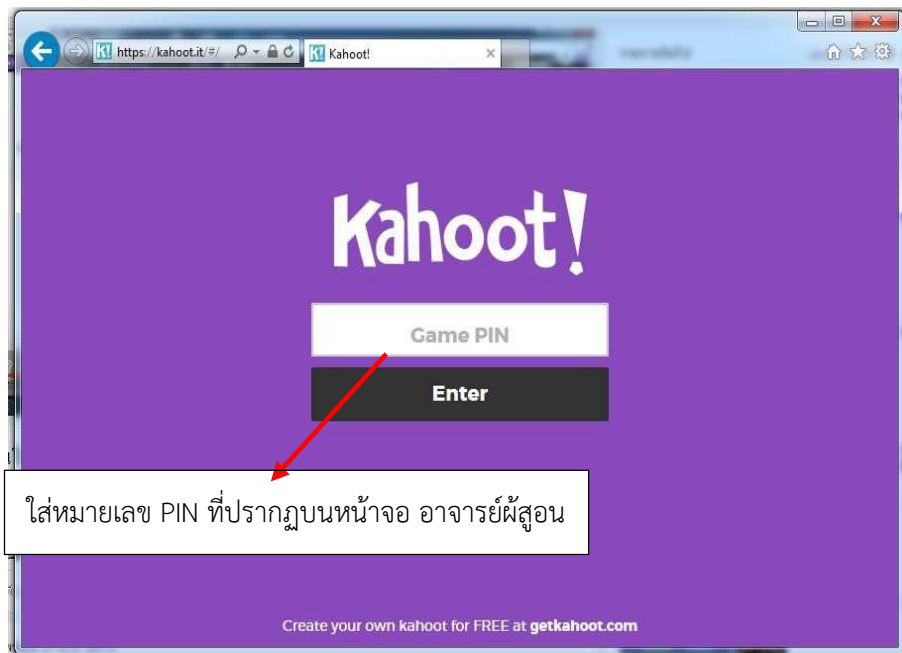 https://kahoot.it/#/
Kahoot!
Kahoot!
Game PIN
Enter
ใส่หมายเลข PIN ที่ปรากฏบนหน้าจอ อาจารย์ผ้สูอน
Create your own kahoot for FREE at getkahoot.com